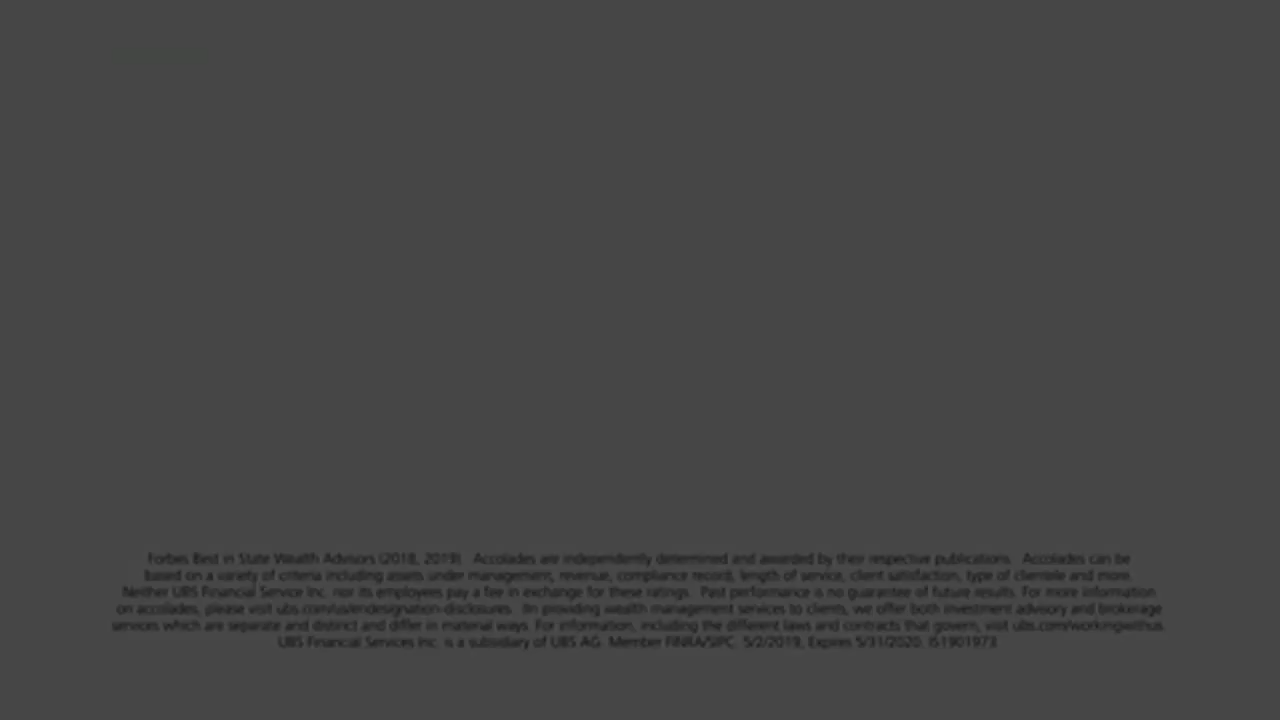 Forbes Best in State Wealth Advisors (2018, 2019). Accolades are independently determined and awarded by their respective publications. Accolades can be
based on a variety of criteria including assets under management, revenue, compliance record, length of service, client satisfaction, type of clientele and more.
Neither UBS Financial Service Inc. nor its employees pay a fee in exchange for these ratings. Past performance is no guarantee of future results. For more information
on accolades, please visit ubs.com/us/en/designation-disclosures. In providing wealth management services to clients, we offer both investment advisory and brokerage
services which are separate and distinct and differ in material ways. For information, including the different laws and contracts that govern, visit ubs.com/workingwithus.
UBS Financial Services Inc. is a subsidiary of UBS AG. Member FINRA/SIPC. 5/2/2019, Expires 5/31/2020. IS1901973